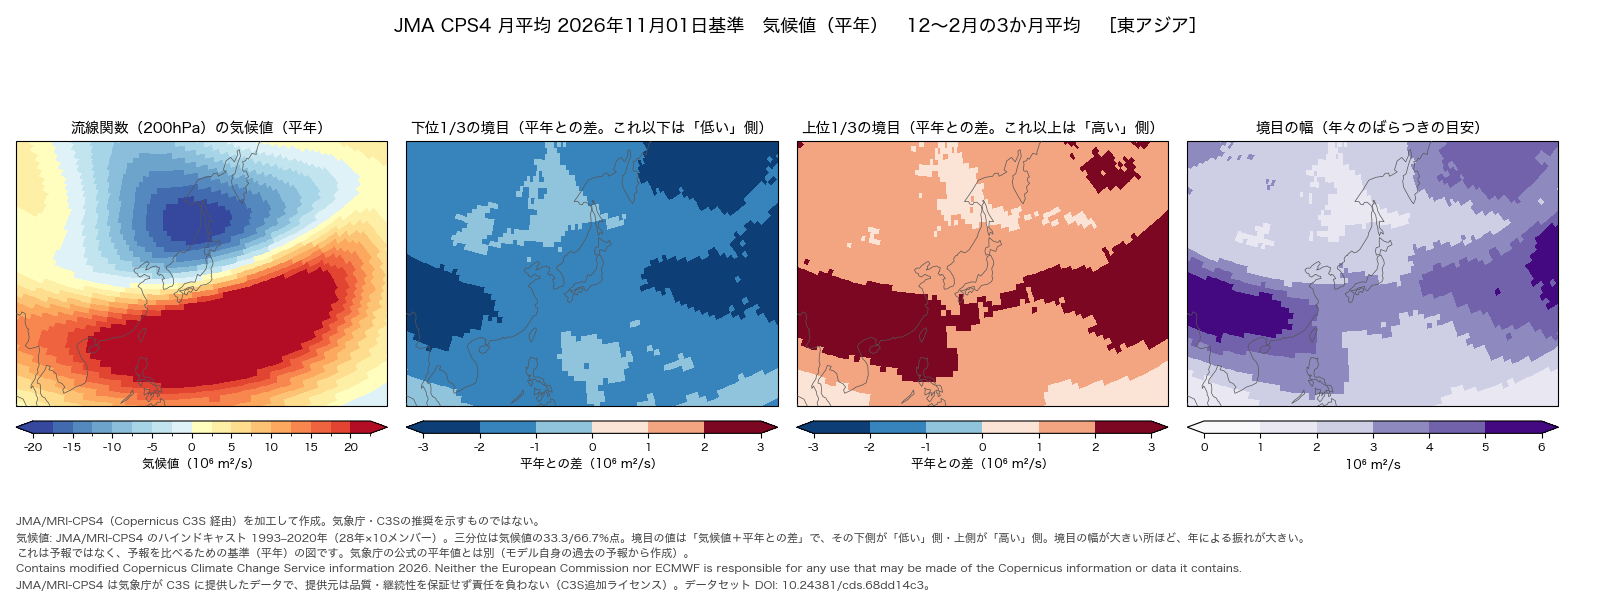 JMA CPS4 月平均 2026年11月01日基準　気候値（平年）　12～2月の3か月平均　［東アジア］
流線関数（200hPa）の気候値（平年）
下位1/3の境目（平年との差。これ以下は「低い」側）
上位1/3の境目（平年との差。これ以上は「高い」側）
境目の幅（年々のばらつきの目安）
-20 -15 -10 -5 0 5 10 15 20
-3 -2 -1 0 1 2 3
-3 -2 -1 0 1 2 3
0 1 2 3 4 5 6
気候値（10⁶ m²/s）
平年との差（10⁶ m²/s）
平年との差（10⁶ m²/s）
10⁶ m²/s
JMA/MRI-CPS4（Copernicus C3S 経由）を加工して作成。気象庁・C3Sの推奨を示すものではない。
気候値: JMA/MRI-CPS4 のハインドキャスト 1993–2020年（28年×10メンバー）。三分位は気候値の33.3/66.7%点。境目の値は「気候値＋平年との差」で、その下側が「低い」側・上側が「高い」側。境目の幅が大きい所ほど、年による振れが大きい。
これは予報ではなく、予報を比べるための基準（平年）の図です。気象庁の公式の平年値とは別（モデル自身の過去の予報から作成）。
Contains modified Copernicus Climate Change Service information 2026. Neither the European Commission nor ECMWF is responsible for any use that may be made of the Copernicus information or data it contains.
JMA/MRI-CPS4 は気象庁が C3S に提供したデータで、提供元は品質・継続性を保証せず責任を負わない（C3S追加ライセンス）。データセット DOI: 10.24381/cds.68dd14c3。